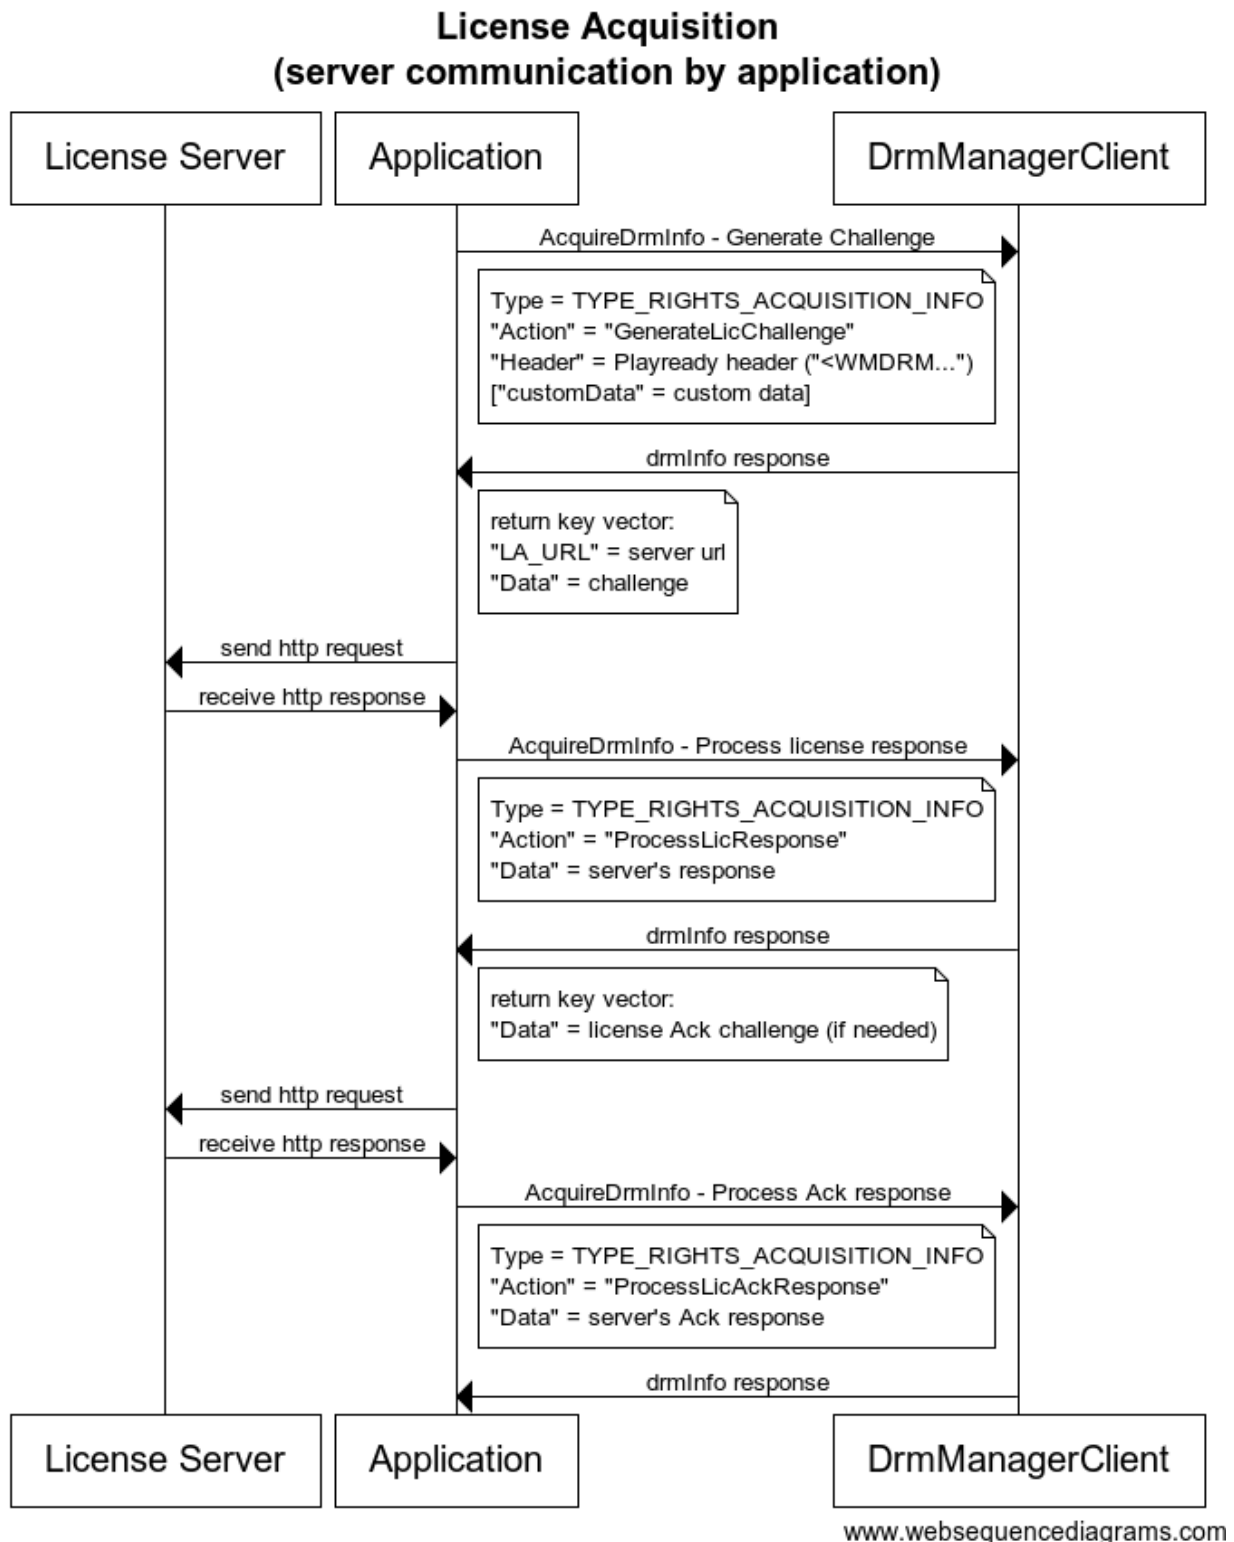 License Acquisition
(server communication by application)
License Server
Application
DrmManagerClient
AcquireDrmInfo - Generate Challenge
Type = TYPE_RIGHTS_ACQUISITION_INFO
"Action" = "GenerateLicChallenge"
"Header" = Playready header ("<WMDRM...")
["customData" = custom data]
drmInfo response
return key vector:
"LA_URL" = server url
"Data" = challenge
send http request
receive http response
AcquireDrmInfo - Process license response
Type = TYPE_RIGHTS_ACQUISITION_INFO
"Action" = "ProcessLicResponse"
"Data" = server's response
drmInfo response
return key vector:
"Data" = license Ack challenge (if needed)
send http request
receive http response
AcquireDrmInfo - Process Ack response
Type = TYPE_RIGHTS_ACQUISITION_INFO
"Action" = "ProcessLicAckResponse"
"Data" = server's Ack response
drmInfo response
License Server
Application
DrmManagerClient
www.websequencediagrams.com